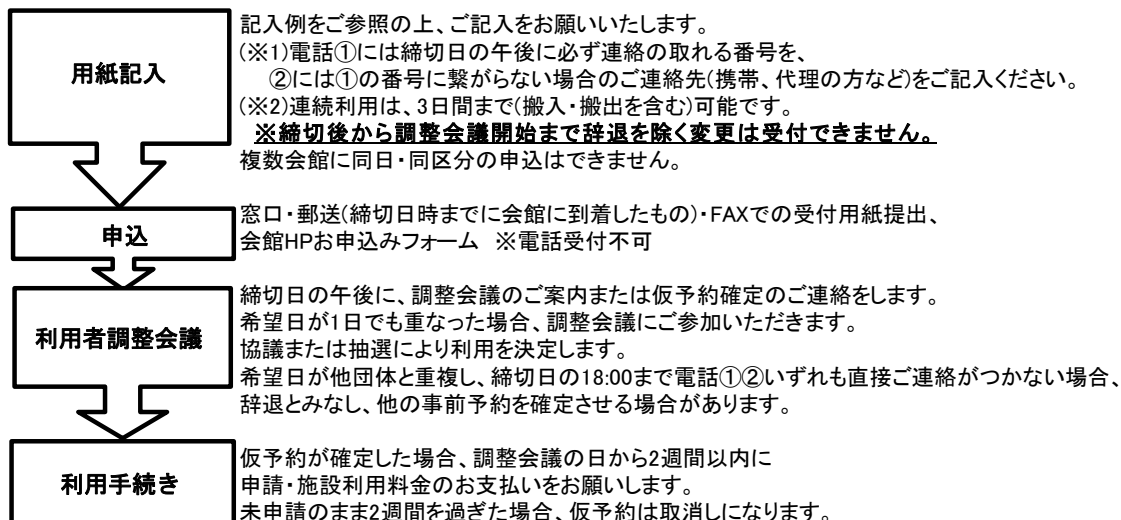 用紙記入
記入例をご参照の上、ご記入をお願いいたします。
(※1)電話①には締切日の午後に必ず連絡の取れる番号を、
②には①の番号に繋がらない場合のご連絡先(携帯、代理の方など)をご記入ください。
(※2)連続利用は、3日間まで(搬入・搬出を含む)可能です。
※締切後から調整会議開始まで辞退を除く変更は受付できません。
複数会館に同日・同区分の申込はできません。
申込
窓口・郵送(締切日時までに会館に到着したもの)・FAXでの受付用紙提出、
会館HPお申込みフォーム ※電話受付不可
利用者調整会議
締切日の午後に、調整会議のご案内または仮予約確定のご連絡をします。
希望日が1日でも重なった場合、調整会議にご参加いただきます。
協議または抽選により利用を決定します。
希望日が他団体と重複し、締切日の18:00まで電話①②いずれも直接ご連絡がつかない場合、
辞退とみなし、他の事前予約を確定させる場合があります。
利用手続き
仮予約が確定した場合、調整会議の日から2週間以内に
申請・施設利用料金のお支払いをお願いします。
未申請のまま2週間を過ぎた場合、仮予約は取消しになります。